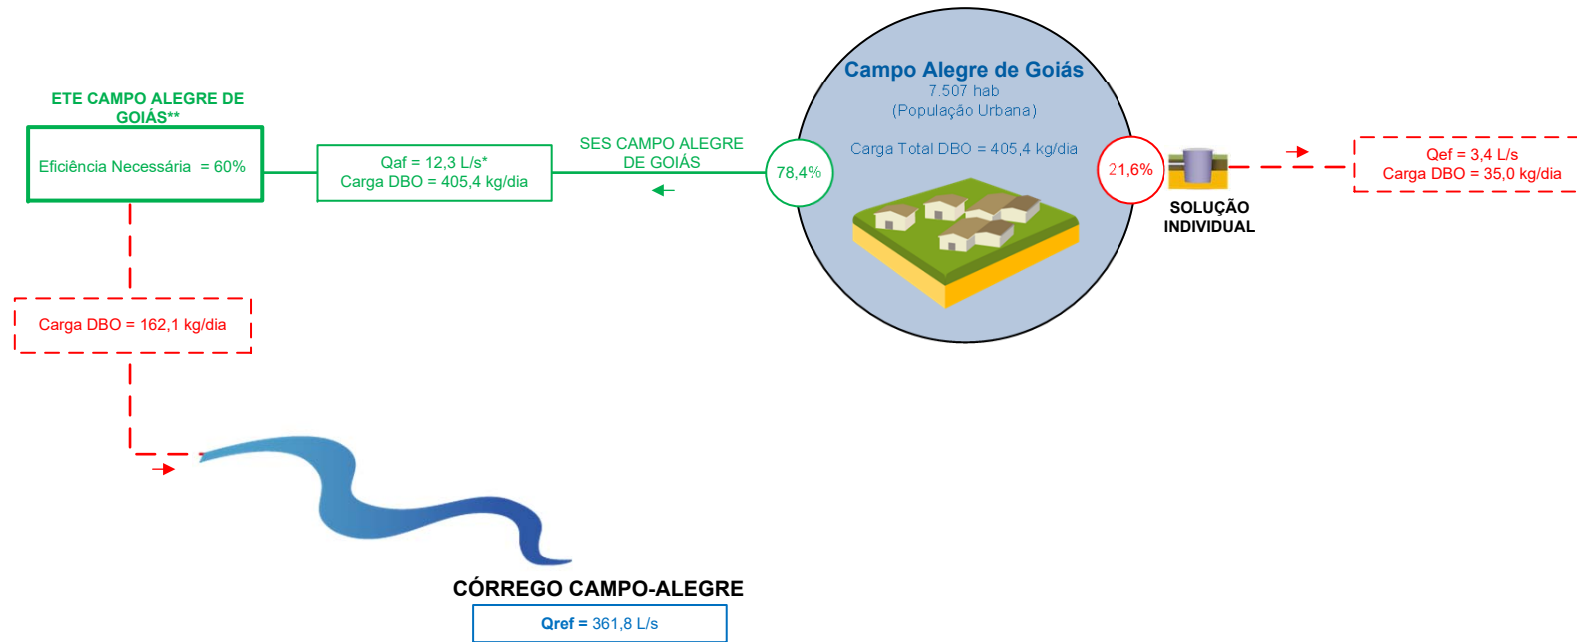 ETE CAMPO ALEGRE DE
GOIÁS**
Eficiência Necessária = 60%
Qaf = 12,3 L/s*
Carga DBO = 405,4 kg/dia
SES CAMPO ALEGRE
DE GOIÁS
78,4%
Campo Alegre de Goiás
7.507 hab
(População Urbana)
Carga Total DBO = 405,4 kg/dia
21,6%
SOLUÇÃO
INDIVIDUAL
Qef = 3,4 L/s
Carga DBO = 35,0 kg/dia
Carga DBO = 162,1 kg/dia
CÓRREGO CAMPO-ALEGRE
Qref = 361,8 L/s